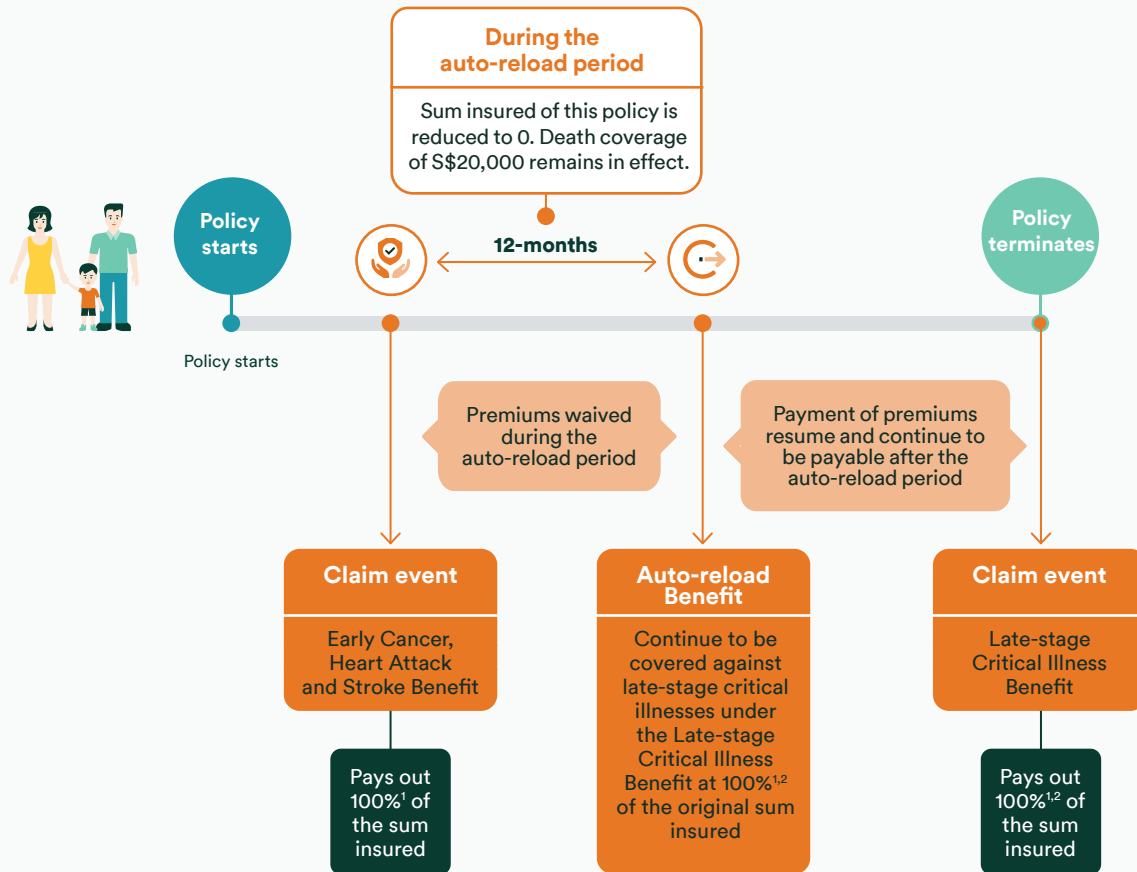 During the
auto-reload period
Sum insured of this policy is
reduced to 0. Death coverage
of S$20,000 remains in effect.
Policy
starts
12-months
Policy
terminates
Policy starts
Premiums waived
during the
auto-reload period
Payment of premiums
resume and continue to
be payable after the
auto-reload period
Claim event
Early Cancer,
Heart Attack
and Stroke Benefit
Pays out
100%¹ of
the sum
insured
Auto-reload
Benefit
Continue to be
covered against
late-stage critical
illnesses under
the Late-stage
Critical Illness
Benefit at 100%¹,²
of the original sum
insured
Claim event
Late-stage
Critical Illness
Benefit
Pays out
100%¹,² of
the sum
insured